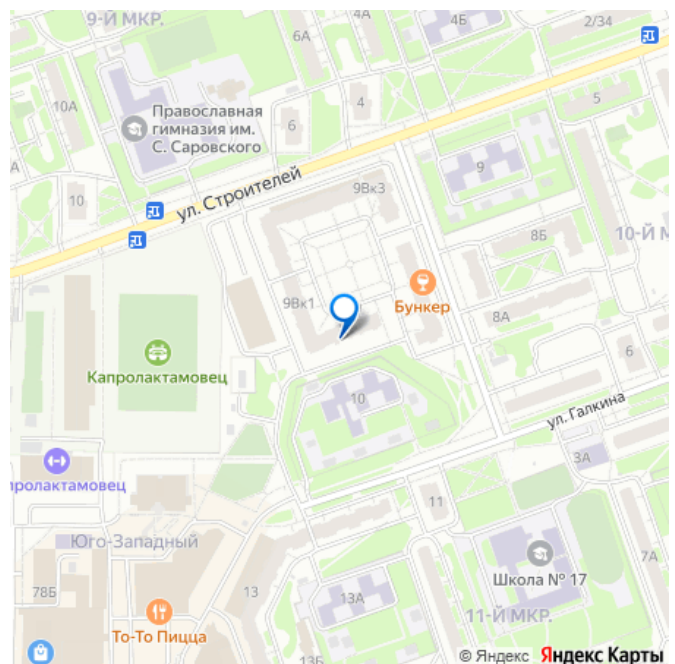 9-Й МКР.
6А
4Б
2/34
10А
Православная
гимназия им.
С. Саровского
6
4
5
А
9
10
ул. Строителей
9Вк3
8Б
10-Й М
9Вк1
Бункер
8А
6
Капролактамовец
10
ул. Галкина
3А
пролактамовец
11
Юго-Западный
Школа № 17
7А
78Б
13
13А
11-Й МКР.
То-То Пицца
13Б
© Яндекс Яндекс Карты